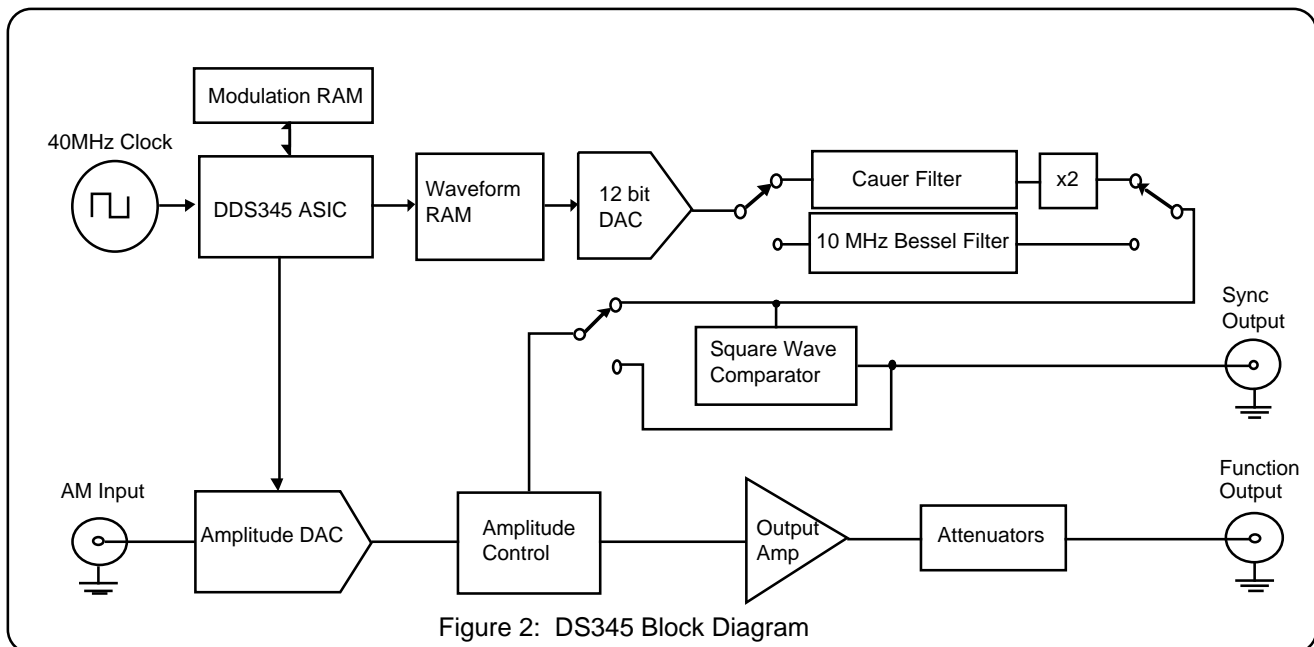 Modulation RAM
40MHz Clock
DDS345 ASIC
Waveform
RAM
12 bit
DAC
Cauer Filter
x2
10 MHz Bessel Filter
Sync
Output
Square Wave
Comparator
AM Input
Amplitude DAC
Amplitude
Control
Output
Amp
Attenuators
Function
Output
Figure 2:  DS345 Block Diagram